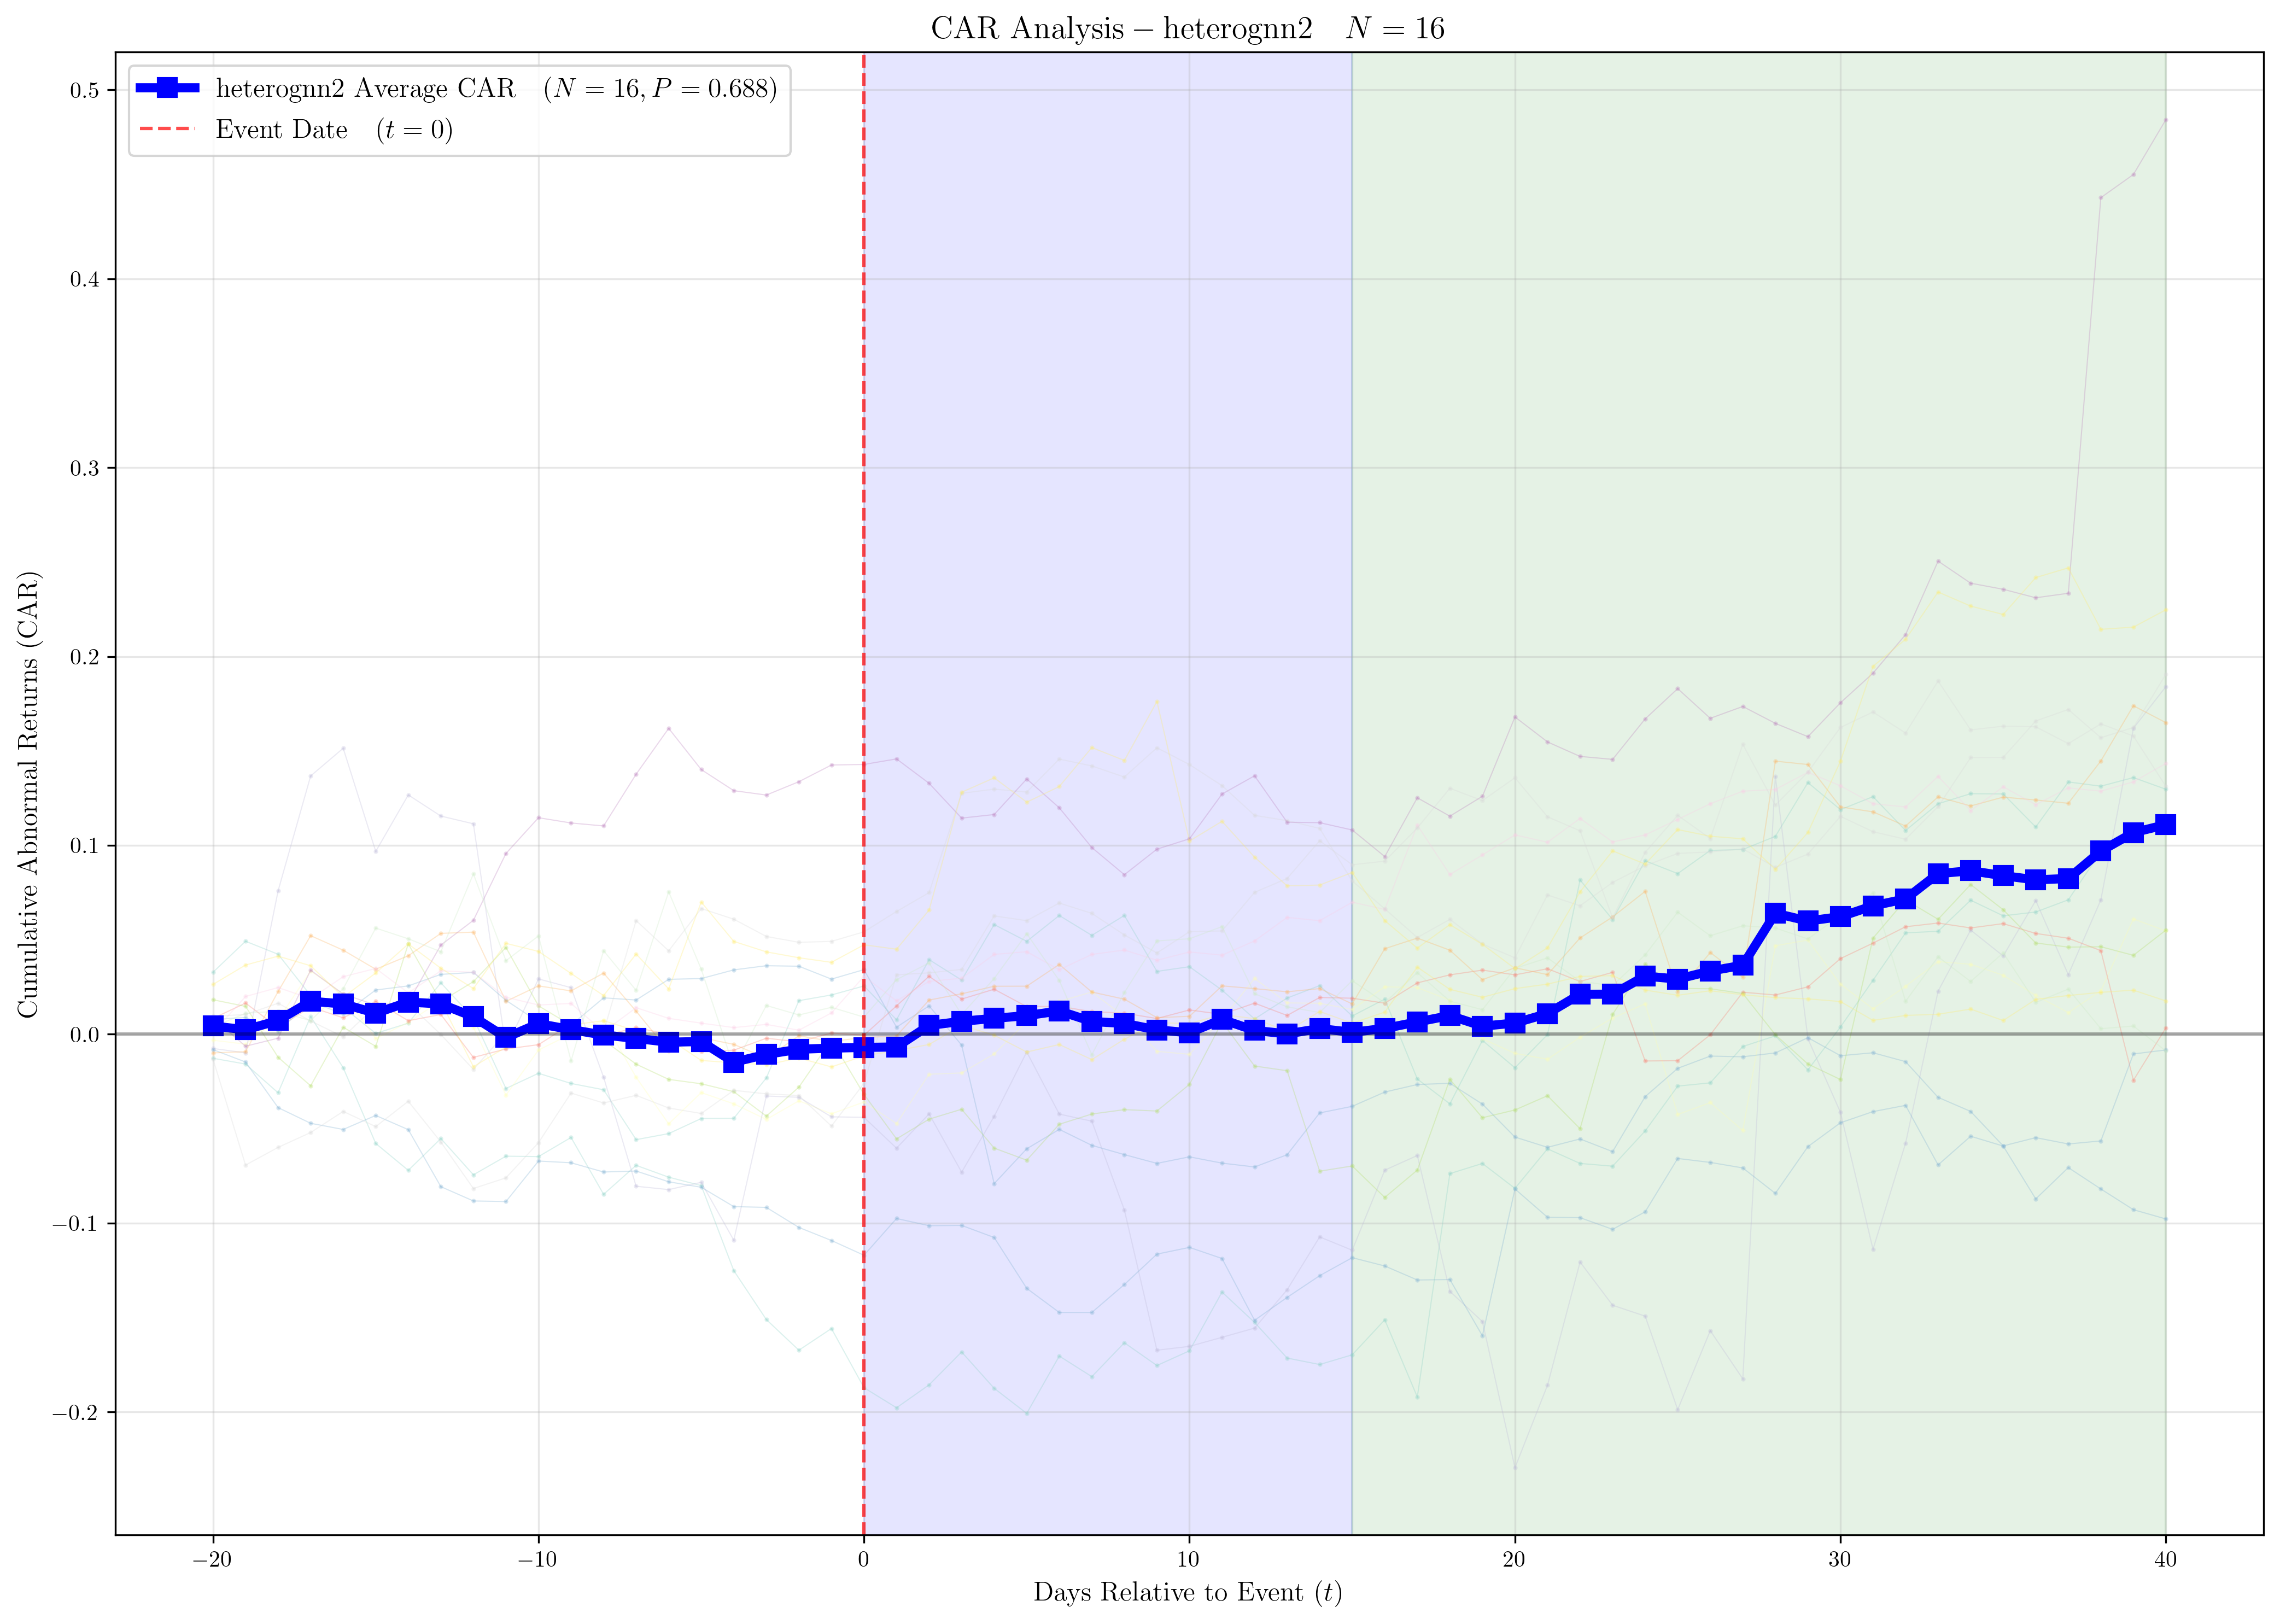 CAR Analysis – heterognn2 N = 16
heterognn2 Average CAR (N = 16, P = 0.688)
Event Date (t = 0)
0.5
0.4
0.3
0.2
0.1
0.0
−0.1
−0.2
Cumulative Abnormal Returns (CAR)
−20 −10 0 10 20 30 40
Days Relative to Event (t)